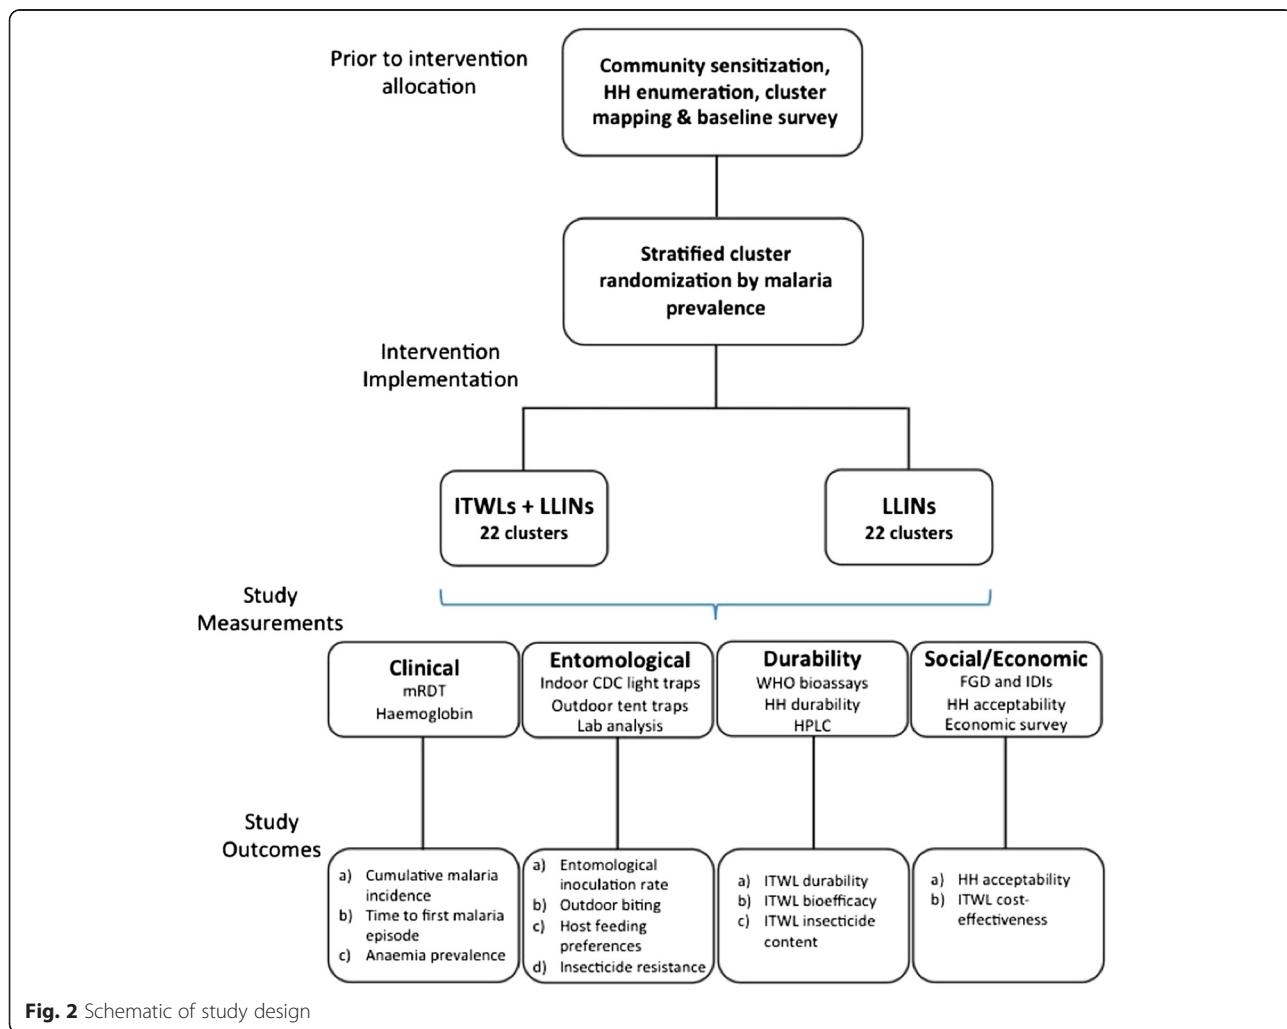 Prior to intervention
allocation
Community sensitization,
HH enumeration, cluster
mapping & baseline survey
Stratified cluster
randomization by malaria
prevalence
Intervention
Implementation
ITWLs + LLINs
22 clusters
LLINs
22 clusters
Study
Measurements
Clinical
mRDT
Haemoglobin
Entomological
Indoor CDC light traps
Outdoor tent traps
Lab analysis
Durability
WHO bioassays
HH durability
HPLC
Social/Economic
FGD and IDIs
HH acceptability
Economic survey
Study
Outcomes
a) Cumulative malaria
incidence
b) Time to first malaria
episode
c) Anaemia prevalence
a) Entomological
inoculation rate
b) Outdoor biting
c) Host feeding
preferences
d) Insecticide resistance
a) ITWL durability
b) ITWL bioefficacy
c) ITWL insecticide
content
a) HH acceptability
b) ITWL cost-
effectiveness
Fig. 2 Schematic of study design